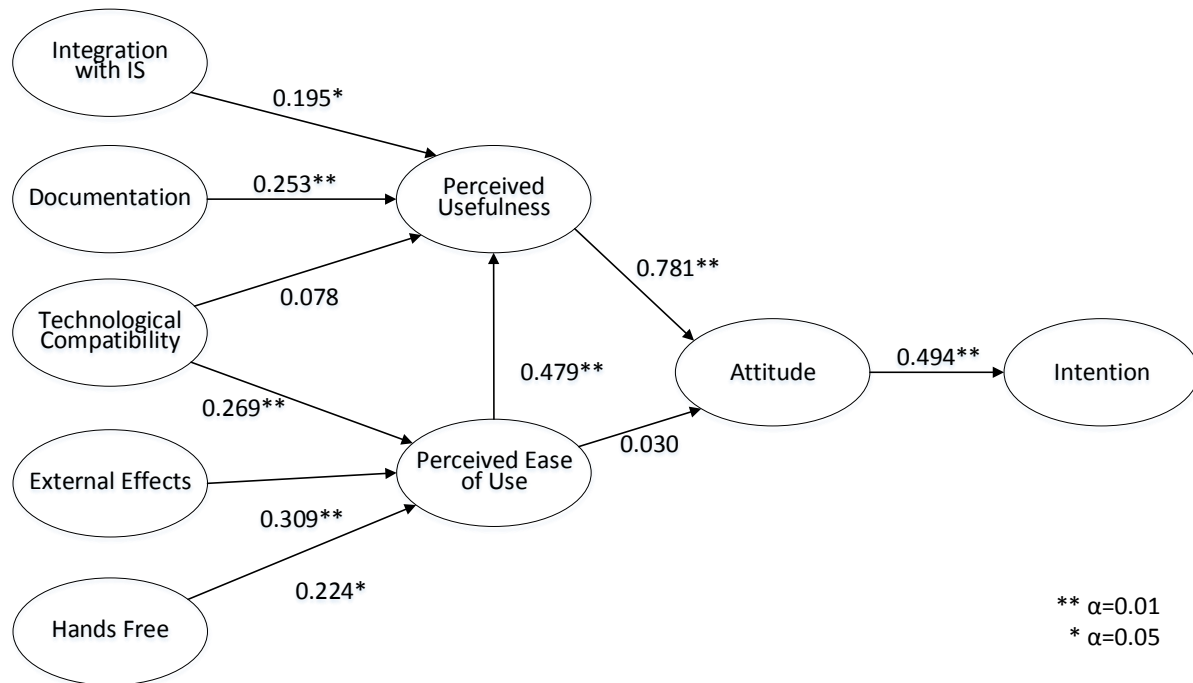 Integration
with IS
0.195*
Documentation
0.253**
Perceived
Usefulness
Technological
Compatibility
0.078
0.781**
0.269**
0.479**
Attitude
0.494**
Intention
External Effects
Perceived Ease
of Use
0.030
0.309**
0.224*
Hands Free
** α=0.01
* α=0.05